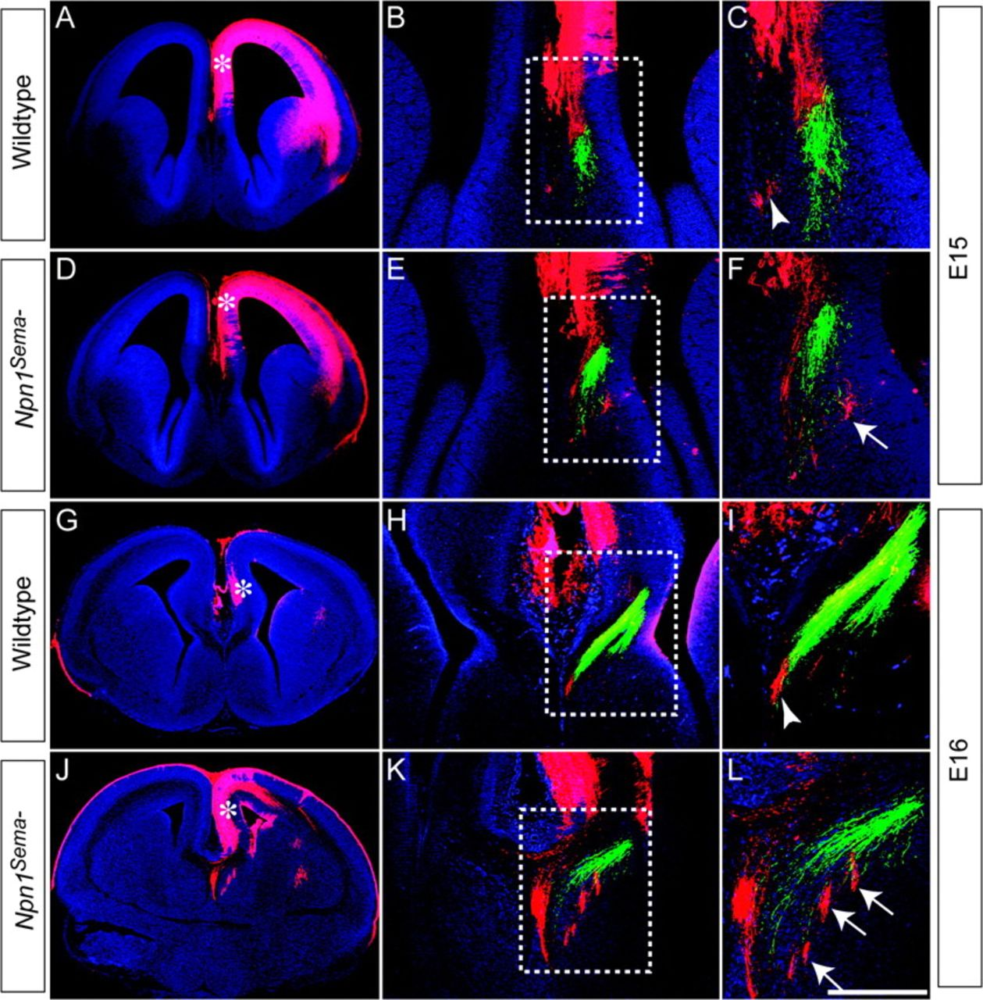 Wildtype
A
B
C
E15
Npn1Sema-
D
E
F
Wildtype
G
H
I
E16
Npn1Sema-
J
K
L